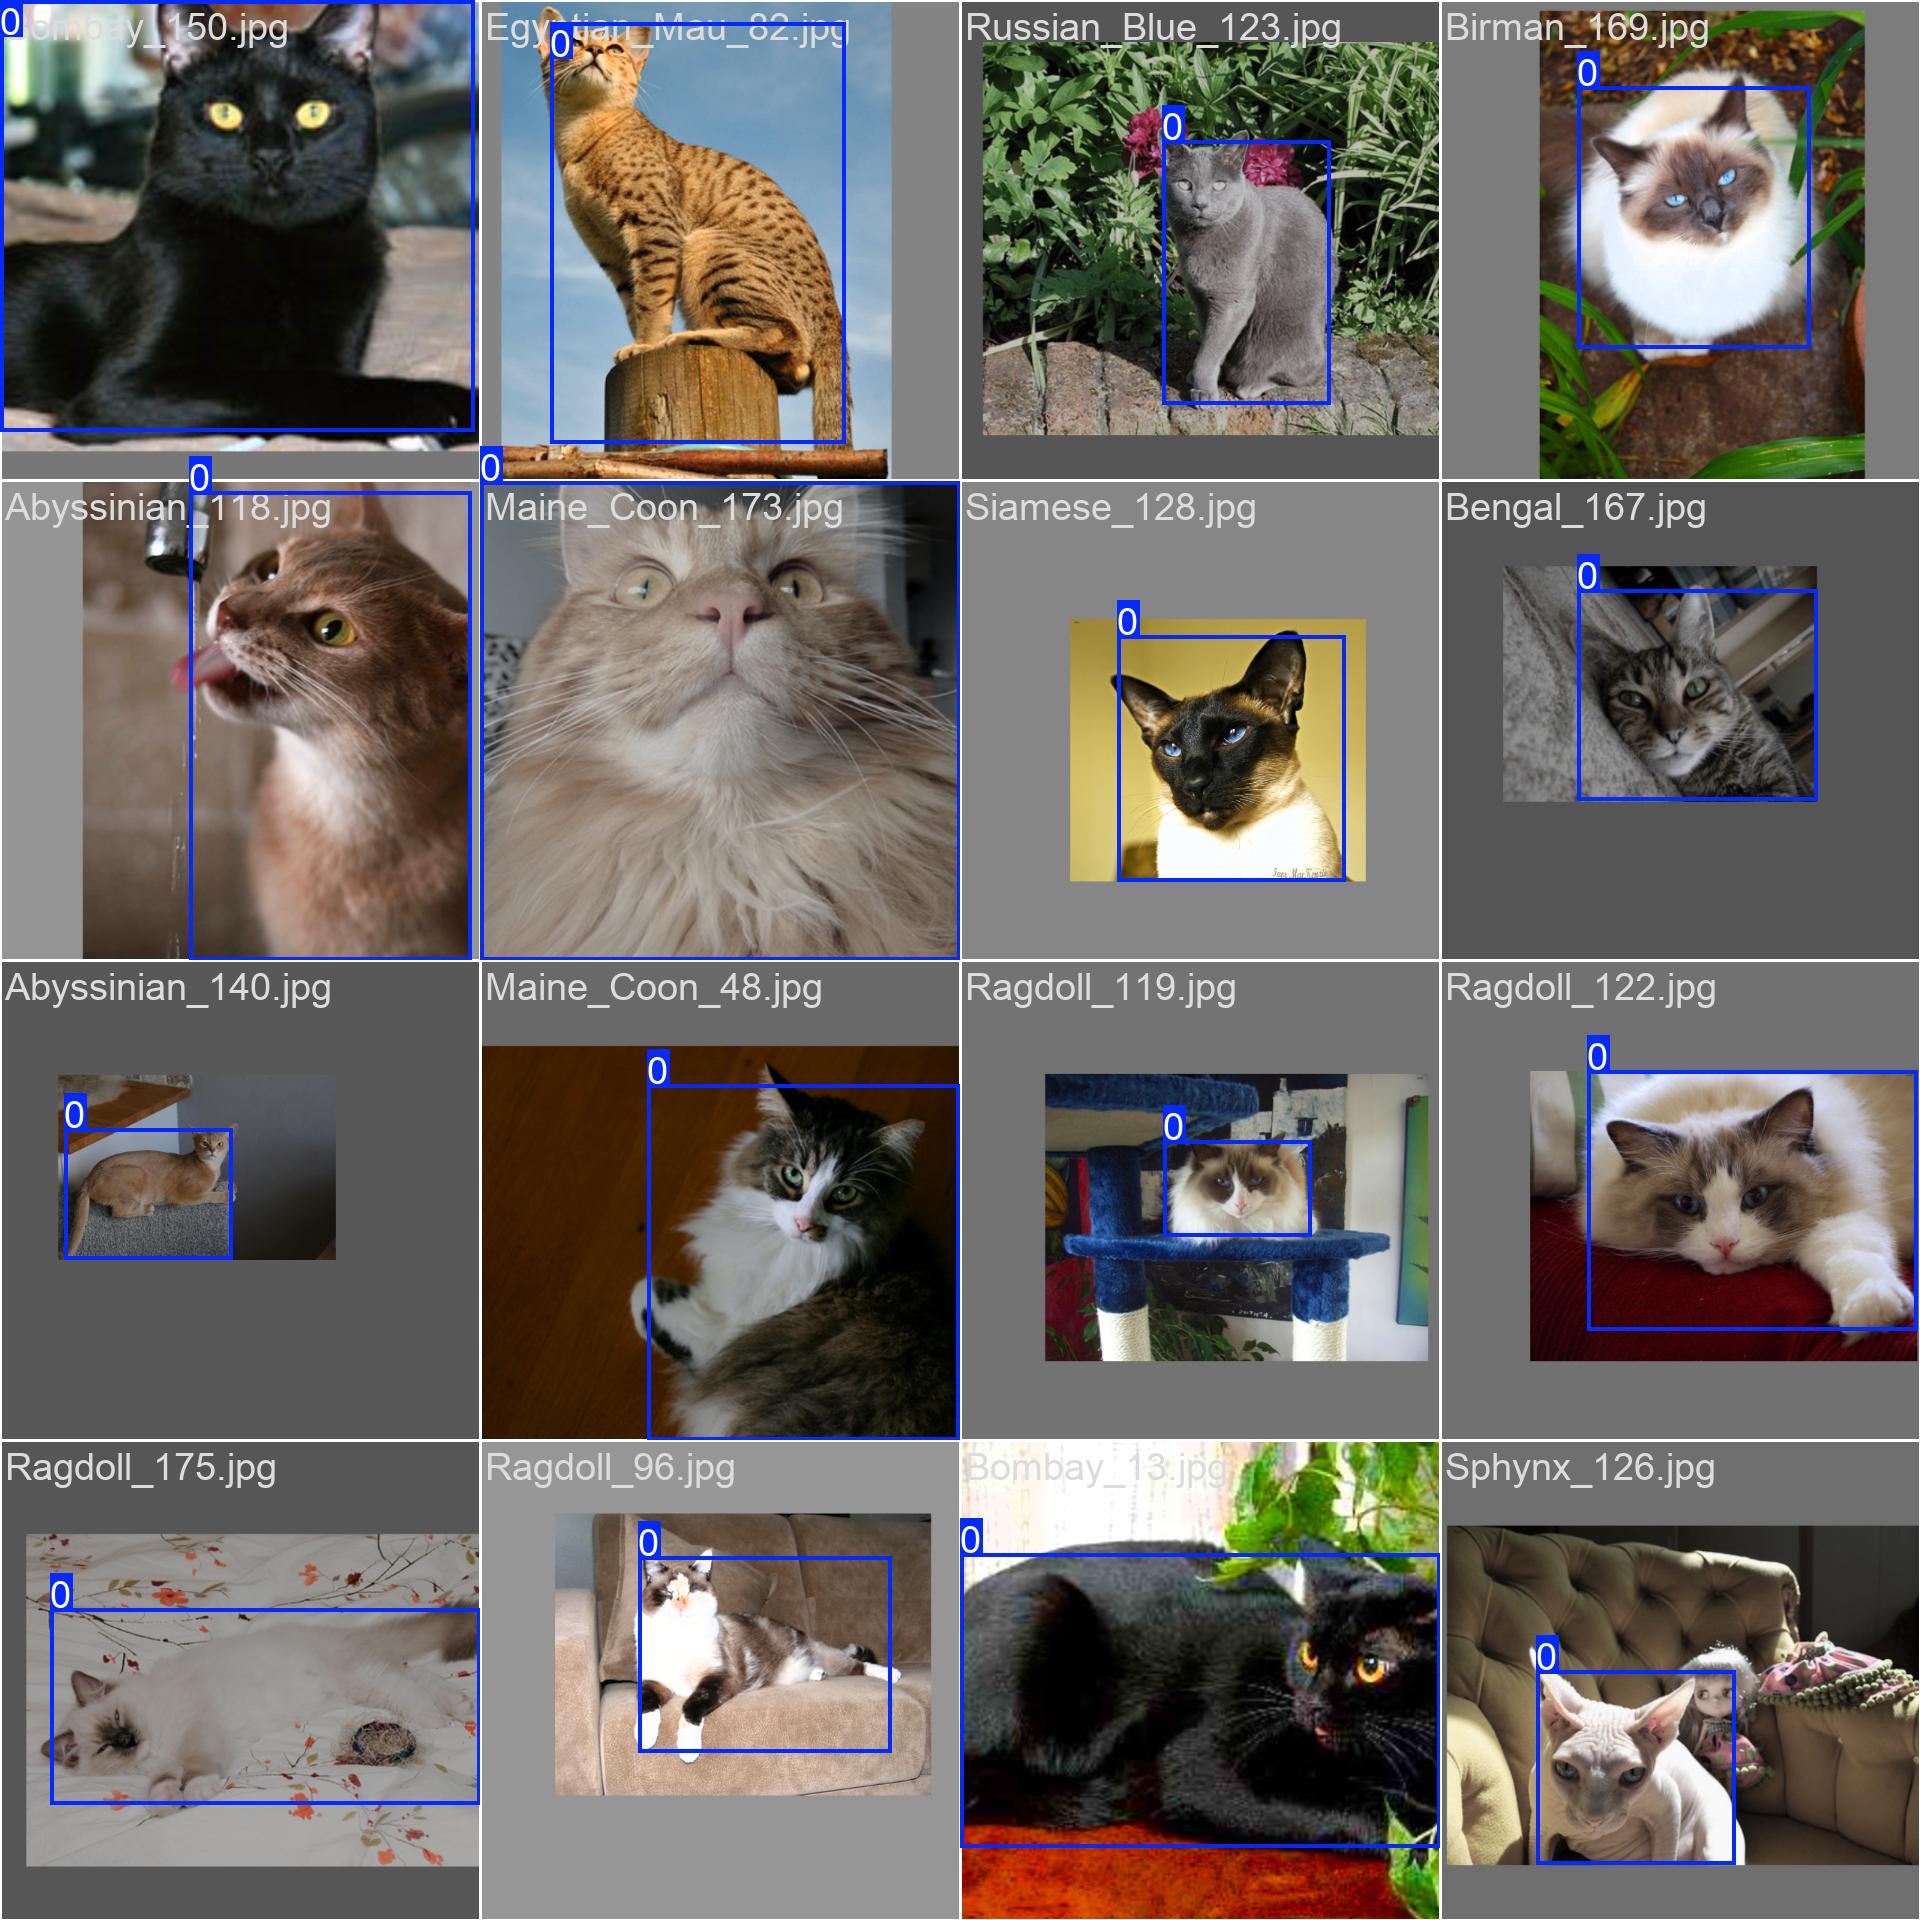 0
ombay_150.jpg
Egyptian_Mau_82.jpg
0
Russian_Blue_123.jpg
0
Birman_169.jpg
0
Abyssinian_118.jpg
0
0
Maine_Coon_173.jpg
Siamese_128.jpg
0
Bengal_167.jpg
0
Abyssinian_140.jpg
0
Maine_Coon_48.jpg
0
Ragdoll_119.jpg
0
Ragdoll_122.jpg
0
Ragdoll_175.jpg
0
Ragdoll_96.jpg
0
Bombay_13.jpg
0
Sphynx_126.jpg
0